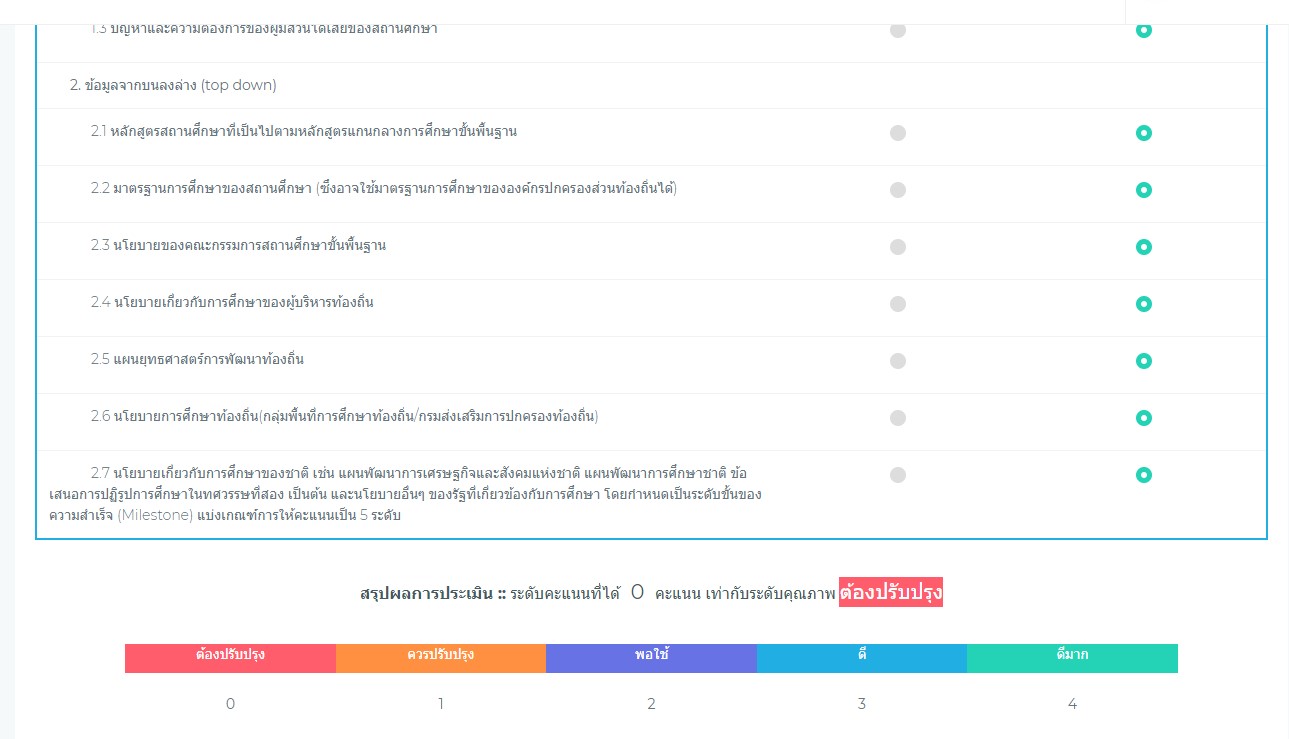 1.3 ปัญหาและความต้องการของผู้มีส่วนได้เสียของสถานศึกษา
2. ข้อมูลจากบนลงล่าง (top down)
2.1 หลักสูตรสถานศึกษาที่เป็นไปตามหลักสูตรแกนกลางการศึกษาขั้นพื้นฐาน
2.2 มาตรฐานการศึกษาของสถานศึกษา (ซึ่งอาจใช้มาตรฐานการศึกษาขององค์กรปกครองส่วนท้องถิ่นได้)
2.3 นโยบายของคณะกรรมการสถานศึกษาขั้นพื้นฐาน
2.4 นโยบายเกี่ยวกับการศึกษาของผู้บริหารท้องถิ่น
2.5 แผนยุทธศาสตร์การพัฒนาท้องถิ่น
2.6 นโยบายการศึกษาท้องถิ่น(กลุ่มพื้นที่การศึกษาท้องถิ่น/กรมส่งเสริมการปกครองท้องถิ่น)
2.7 นโยบายเกี่ยวกับการศึกษาของชาติ เช่น แผนพัฒนาการเศรษฐกิจและสังคมแห่งชาติ แผนพัฒนาการศึกษาชาติ ข้อ
เสนอการปฏิรูปการศึกษาในทศวรรษที่สอง เป็นต้น และนโยบายอื่นๆ ของรัฐที่เกี่ยวข้องกับการศึกษา โดยกำหนดเป็นระดับขั้นของ
ความสำเร็จ (Milestone) แบ่งเกณฑ์การให้คะแนนเป็น 5 ระดับ
สรุปผลการประเมิน :: ระดับคะแนนที่ได้ 0 คะแนน เท่ากับระดับคุณภาพ ต้องปรับปรุง
ต้องปรับปรุง ควรปรับปรุง พอใช้ ดี ดีมาก
0 1 2 3 4